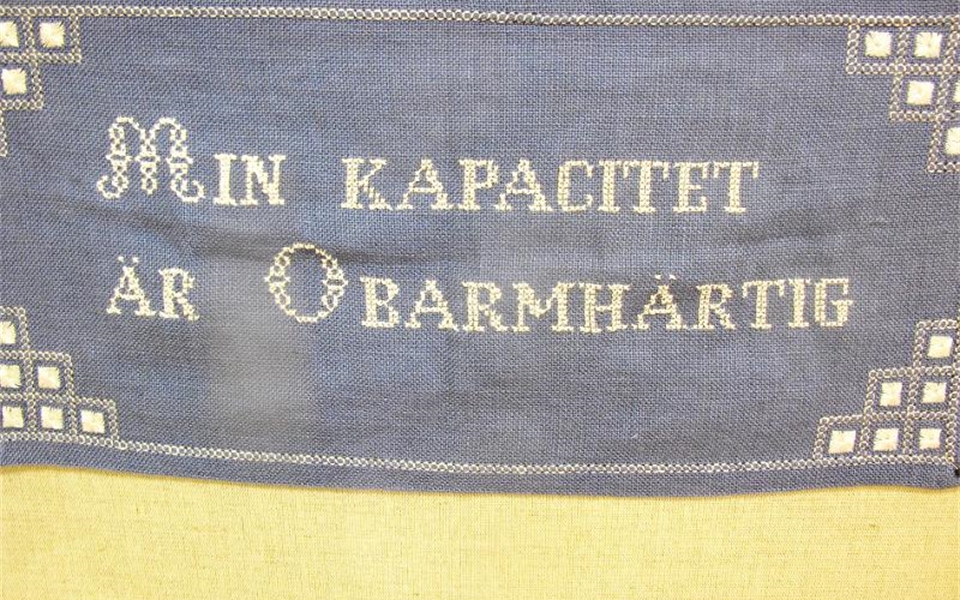 MIN KAPACITET
ÄR OBARMHÄRTIG